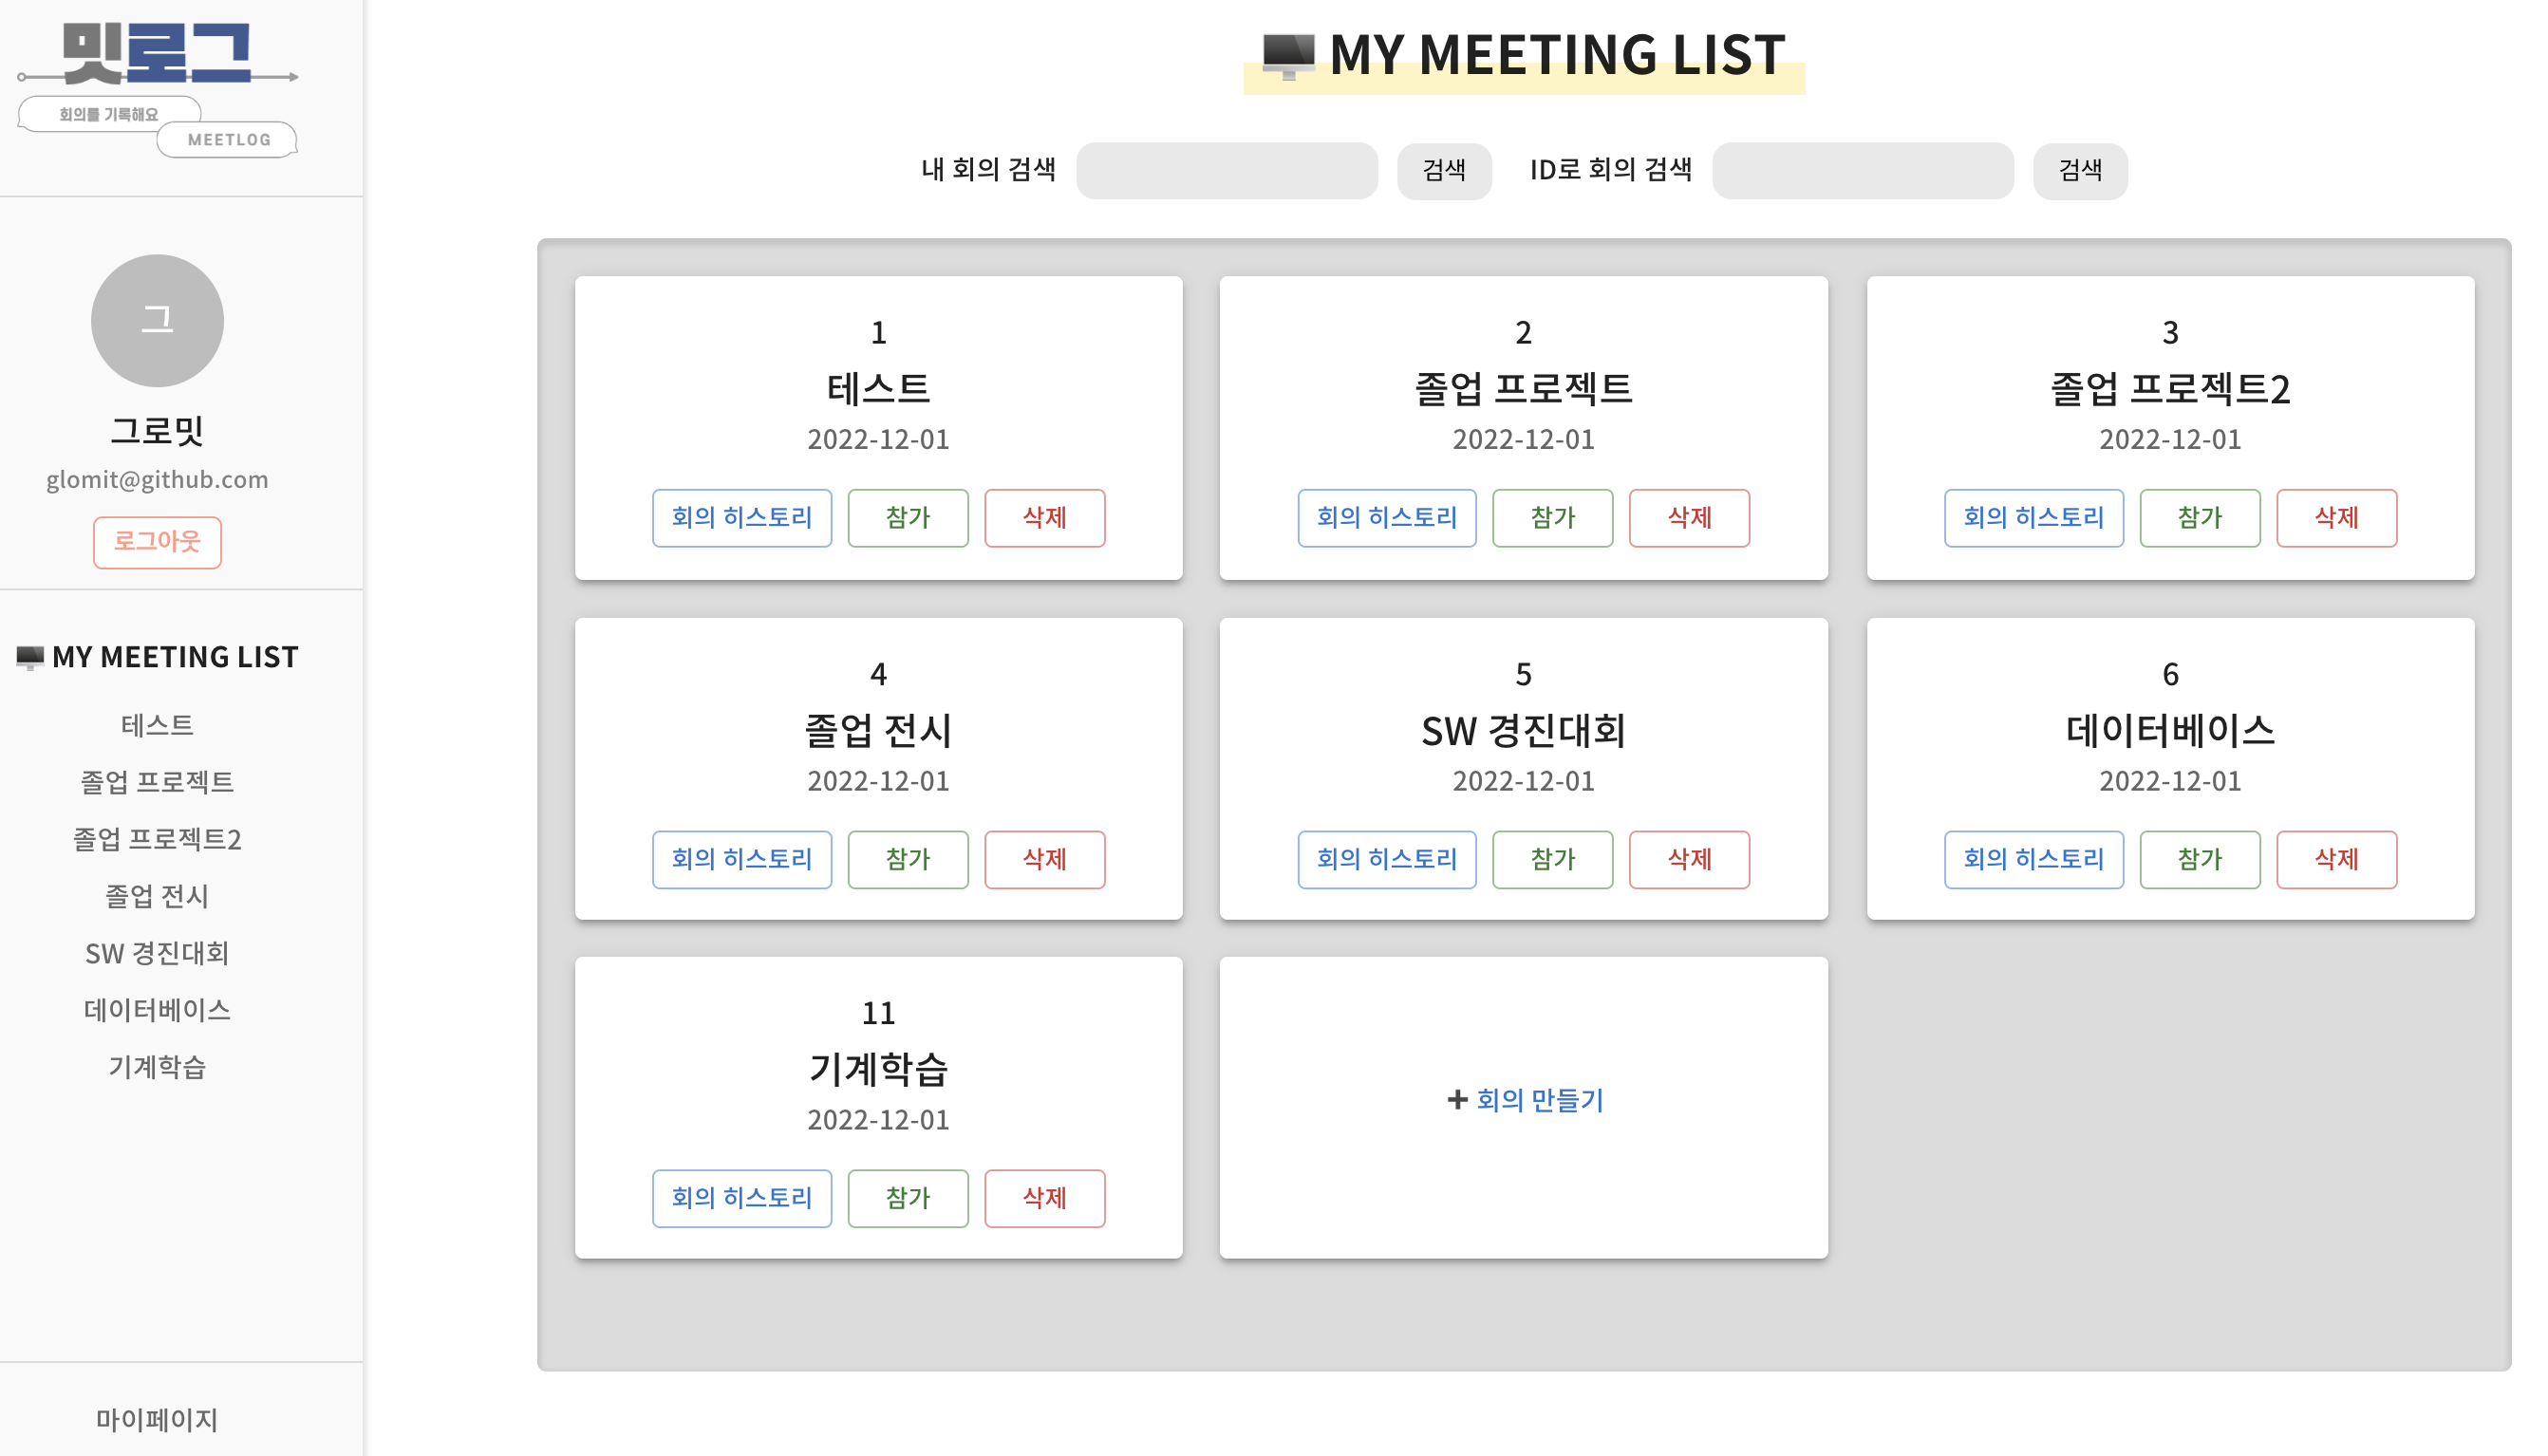 밋로그
회의를 기록해요
MEETLOG
그
그로밋
glomit@github.com
로그아웃
MY MEETING LIST
테스트
졸업 프로젝트
졸업 프로젝트2
졸업 전시
SW 경진대회
데이터베이스
기계학습
마이페이지
MY MEETING LIST
내 회의 검색 검색 ID로 회의 검색 검색
1
테스트
2022-12-01
회의 히스토리 참가 삭제
2
졸업 프로젝트
2022-12-01
회의 히스토리 참가 삭제
3
졸업 프로젝트2
2022-12-01
회의 히스토리 참가 삭제
4
졸업 전시
2022-12-01
회의 히스토리 참가 삭제
5
SW 경진대회
2022-12-01
회의 히스토리 참가 삭제
6
데이터베이스
2022-12-01
회의 히스토리 참가 삭제
11
기계학습
2022-12-01
회의 히스토리 참가 삭제
+ 회의 만들기